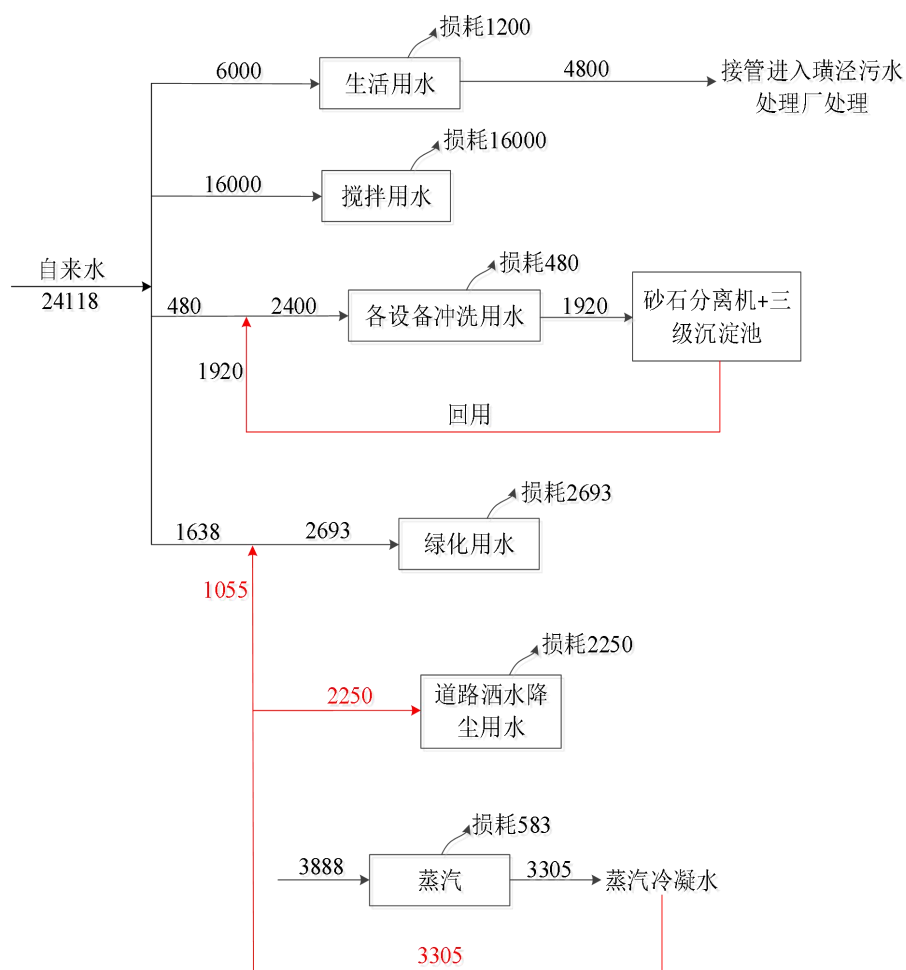 损耗1200
6000
生活用水
4800
接管进入璜泾污水
处理厂处理
损耗16000
16000
搅拌用水
自来水
24118
损耗480
480
2400
各设备冲洗用水
1920
砂石分离机+三
级沉淀池
1920
回用
损耗2693
1638
2693
绿化用水
1055
损耗2250
2250
道路洒水降
尘用水
损耗583
3888
蒸汽
3305
蒸汽冷凝水
3305